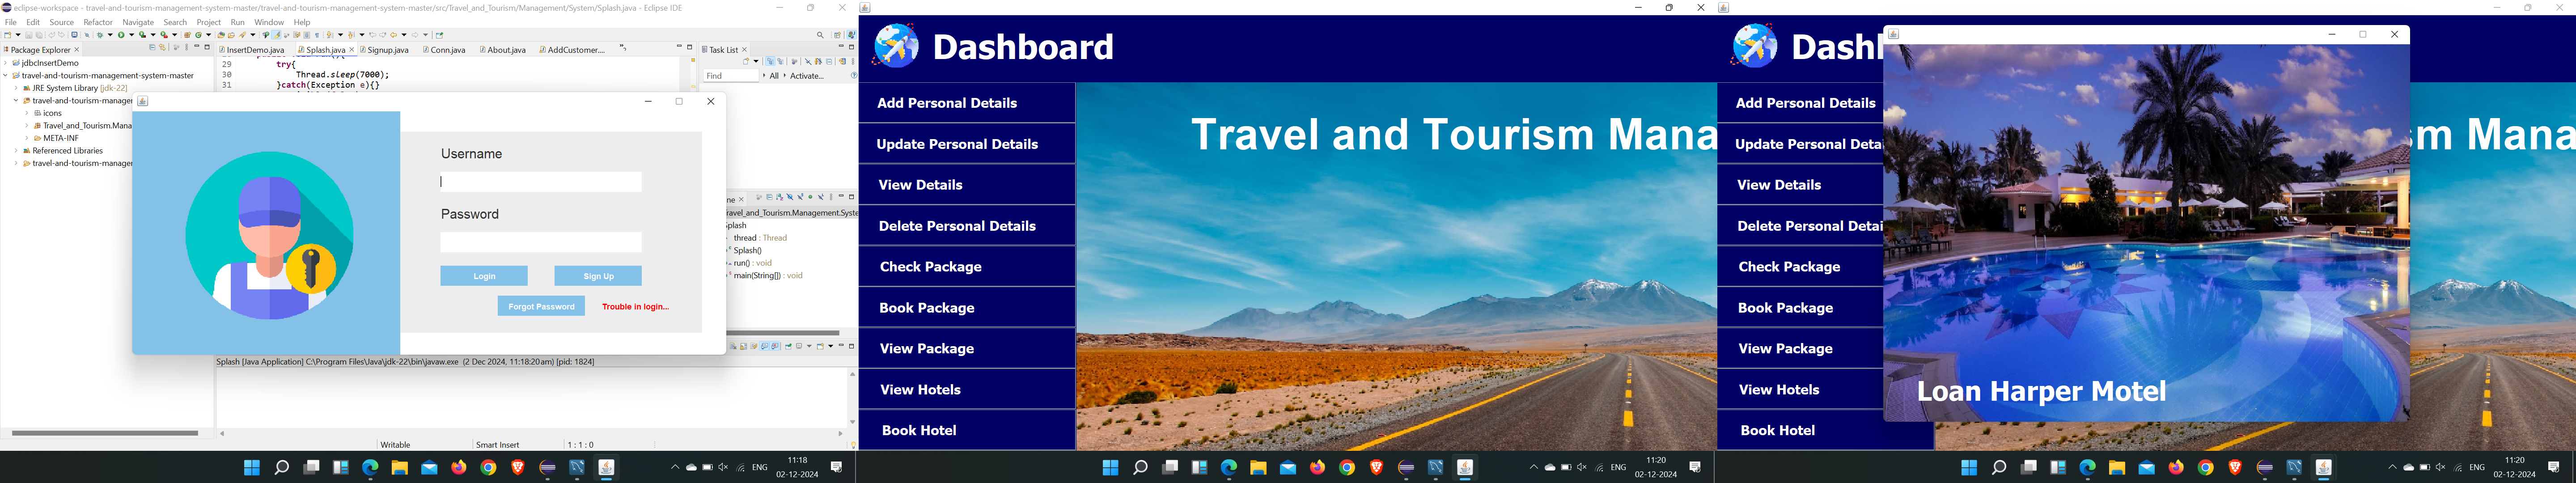 eclipse-workspace - travel-and-tourism-management-system-master/travel-and-tourism-management-system-master/src/Travel_and_Tourism/Management/System/Splash.java - Eclipse IDE
File Edit Source Refactor Navigate Search Project Run Window Help
Package Explorer
jdbcInsertDemo
travel-and-tourism-management-system-master
JRE System Library [jdk-22]
travel-and-tourism-manager
icons
Travel_and_Tourism.Mana
META-INF
Referenced Libraries
travel-and-tourism-manager
InsertDemo.java Splash.java Signup.java Conn.java About.java AddCustomer....
29 try{
30 Thread.sleep(7000);
31 }catch(Exception e){}
Task List
Find All Activate...
Username
Password
Login Sign Up
Forgot Password Trouble in login...
ne
ravel_and_Tourism.Management.Syste
plash
thread : Thread
Splash()
run() : void
main(String[]) : void
Splash [Java Application] C:\Program Files\Java\jdk-22\bin\javaw.exe (2 Dec 2024, 11:18:20 am) [pid: 1824]
Writable Smart Insert 1 : 1 : 0
ENG 11:18
02-12-2024
Dashboard
Add Personal Details
Update Personal Details
View Details
Delete Personal Details
Check Package
Book Package
View Package
View Hotels
Book Hotel
Travel and Tourism Mana
ENG 11:20
02-12-2024
Dashl
Add Personal Details
Update Personal Deta
View Details
Delete Personal Detai
Check Package
Book Package
View Package
View Hotels
Book Hotel
sm Mana
Loan Harper Motel
ENG 11:20
02-12-2024